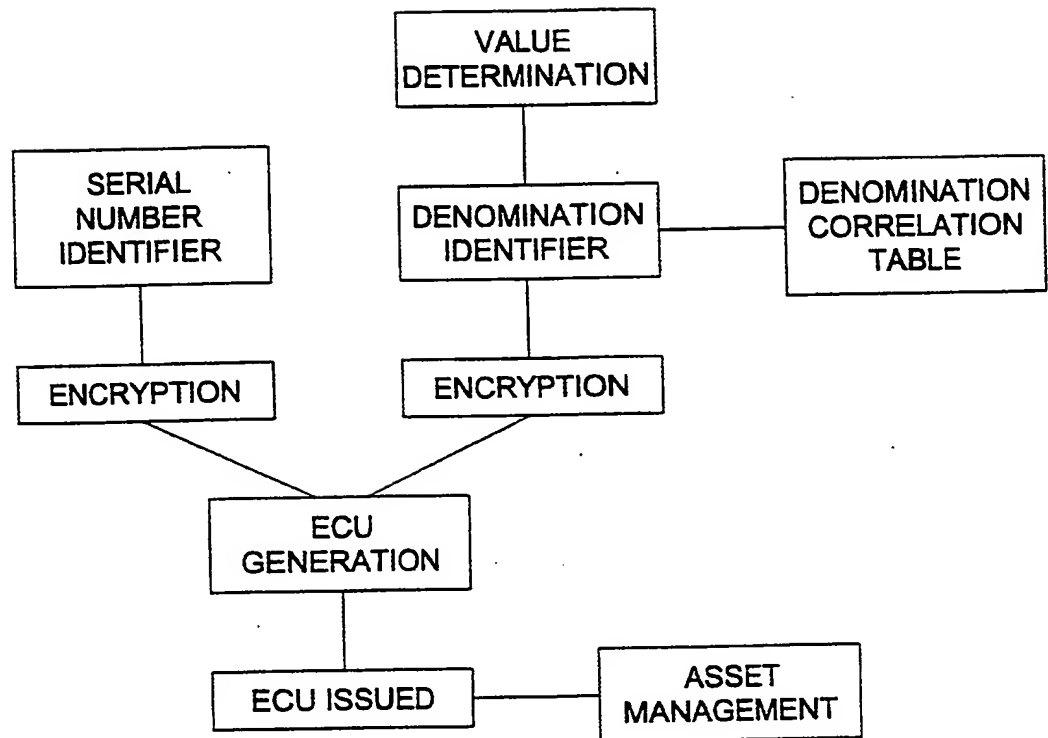 VALUE
DETERMINATION
SERIAL
NUMBER
IDENTIFIER
DENOMINATION
IDENTIFIER
DENOMINATION
CORRELATION
TABLE
ENCRYPTION
ENCRYPTION
ECU
GENERATION
ECU ISSUED
ASSET
MANAGEMENT